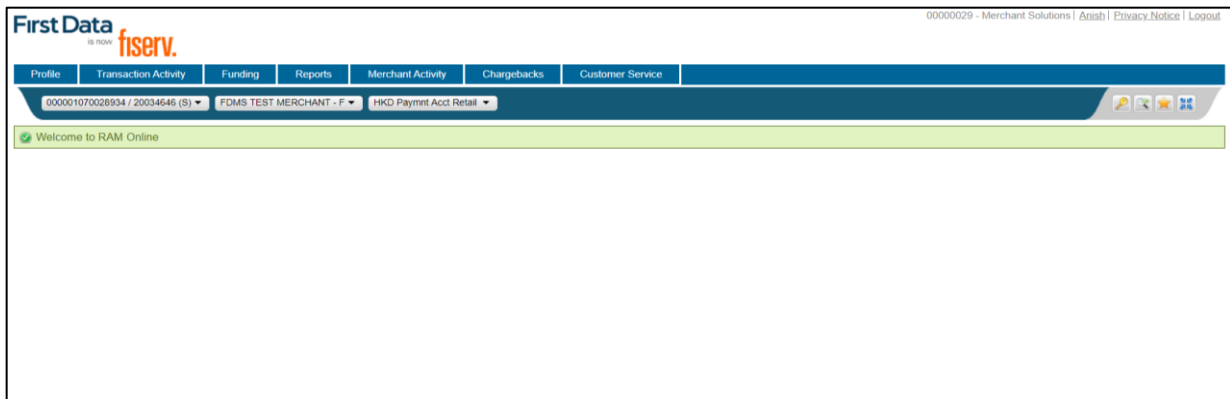 00000029 - Merchant Solutions | Anish | Privacy Notice | Logout
First Data
is now fiserv.
Profile Transaction Activity Funding Reports Merchant Activity Chargebacks Customer Service
000001070028934 / 20034646 (S) FDMS TEST MERCHANT - F HKD Paymnt Acct Retail
Welcome to RAM Online